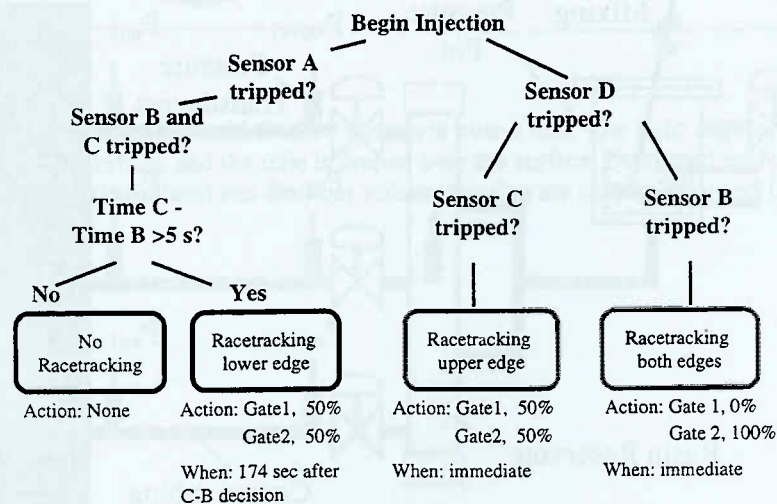 Begin Injection
Sensor A
tripped?
Sensor D
tripped?
Sensor B and
C tripped?
Time C -
Time B >5 s?
Sensor C
tripped?
Sensor B
tripped?
No
Yes
No
Racetracking
Racetracking
lower edge
Racetracking
upper edge
Racetracking
both edges
Action: None
Action: Gate1, 50%
Gate2, 50%
When: 174 sec after
C-B decision
Action: Gate1, 50%
Gate2, 50%
When: immediate
Action: Gate 1, 0%
Gate 2, 100%
When: immediate